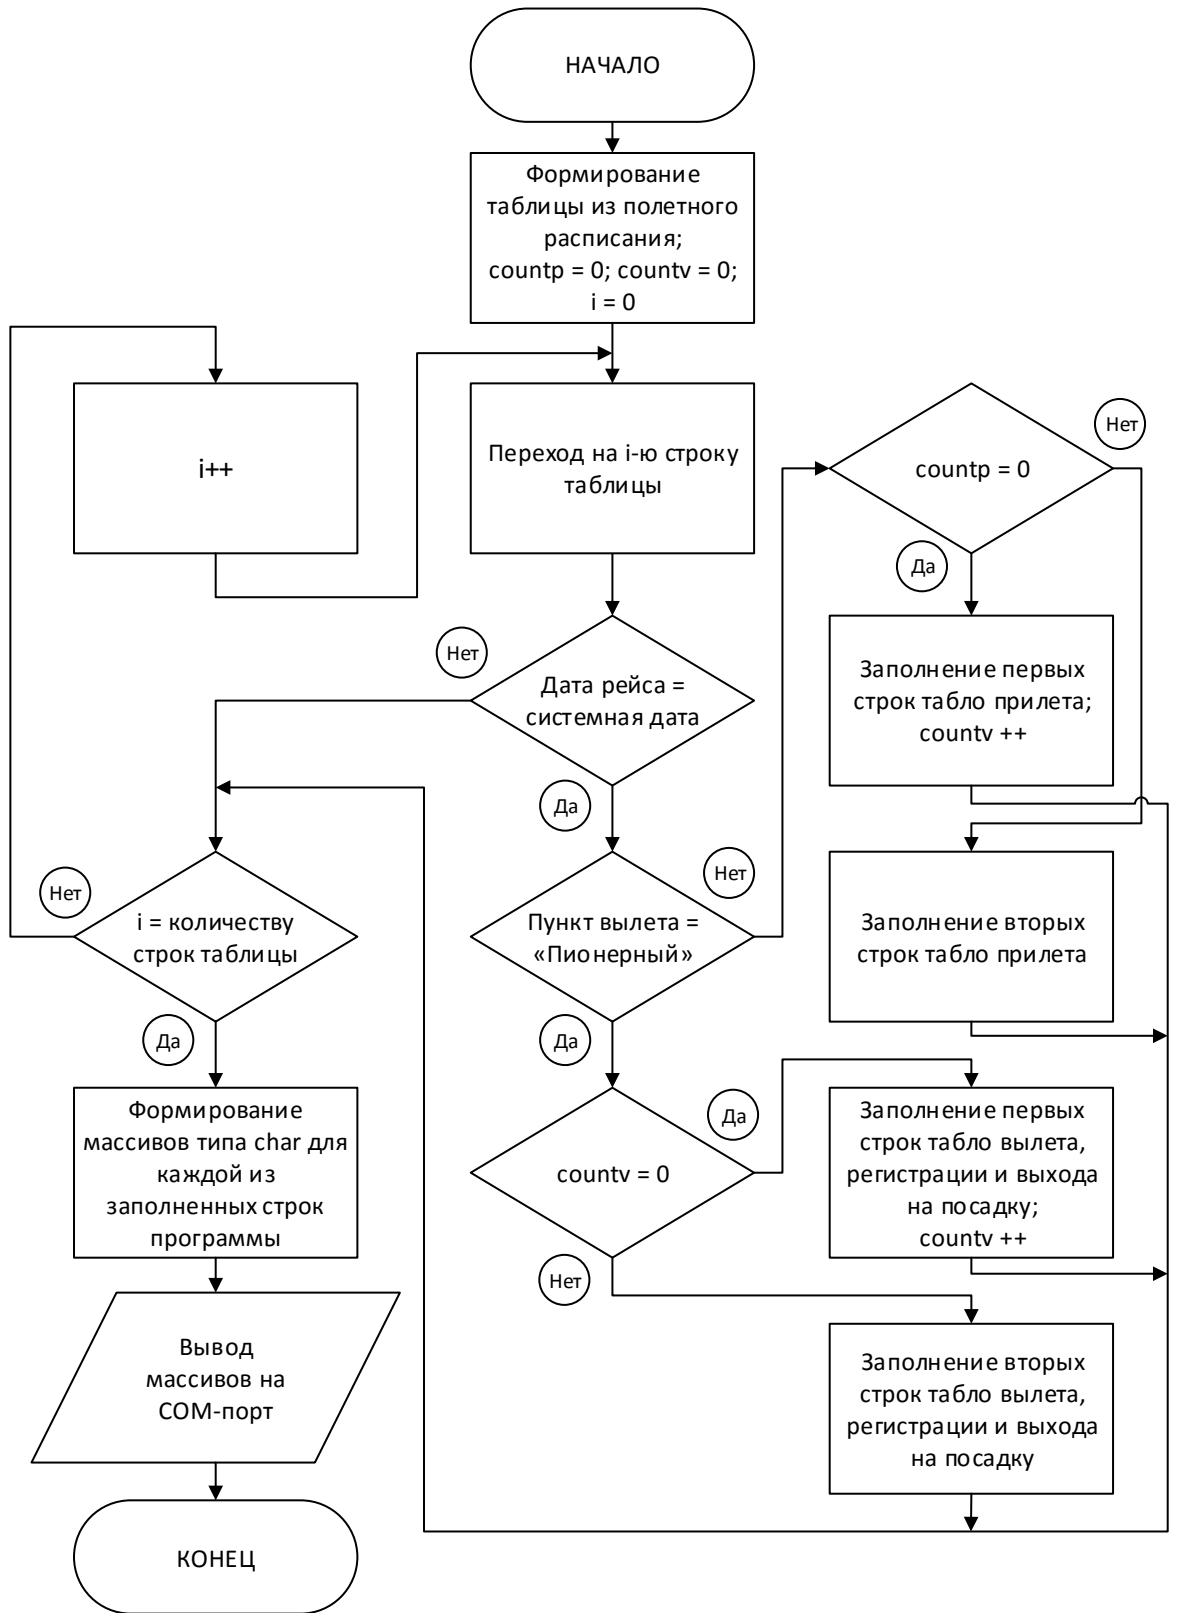 НАЧАЛО
Формирование
таблицы из полетного
расписания;
countp = 0; countv = 0;
i = 0
i++
Переход на i-ю строку
таблицы
countp = 0
Нет
Да
Нет
Дата рейса =
системная дата
Да
Заполнение первых
строк табло прилета;
countv ++
Нет
i = количеству
строк таблицы
Да
Пункт вылета =
«Пионерный»
Нет
Да
Заполнение вторых
строк табло прилета
Формирование
массивов типа char для
каждой из
заполненных строк
программы
countv = 0
Да
Нет
Заполнение первых
строк табло вылета,
регистрации и выхода
на посадку;
countv ++
Вывод
массивов на
COM-порт
Заполнение вторых
строк табло вылета,
регистрации и выхода
на посадку
КОНЕЦ